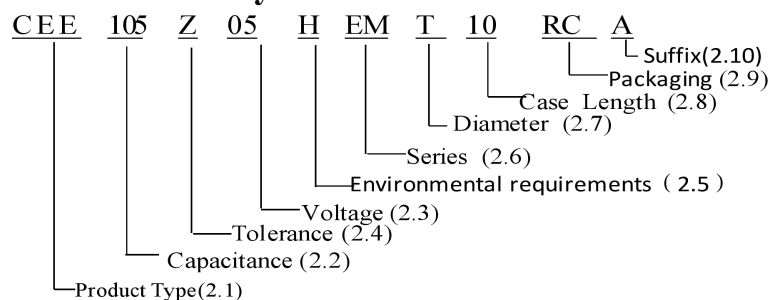 CEE 105 Z 05 H EM T 10 RC A
Suffix(2.10)
Packaging (2.9)
Case Length (2.8)
Diameter (2.7)
Series (2.6)
Environmental requirements ( 2.5 )
Voltage (2.3)
Tolerance (2.4)
Capacitance (2.2)
Product Type(2.1)